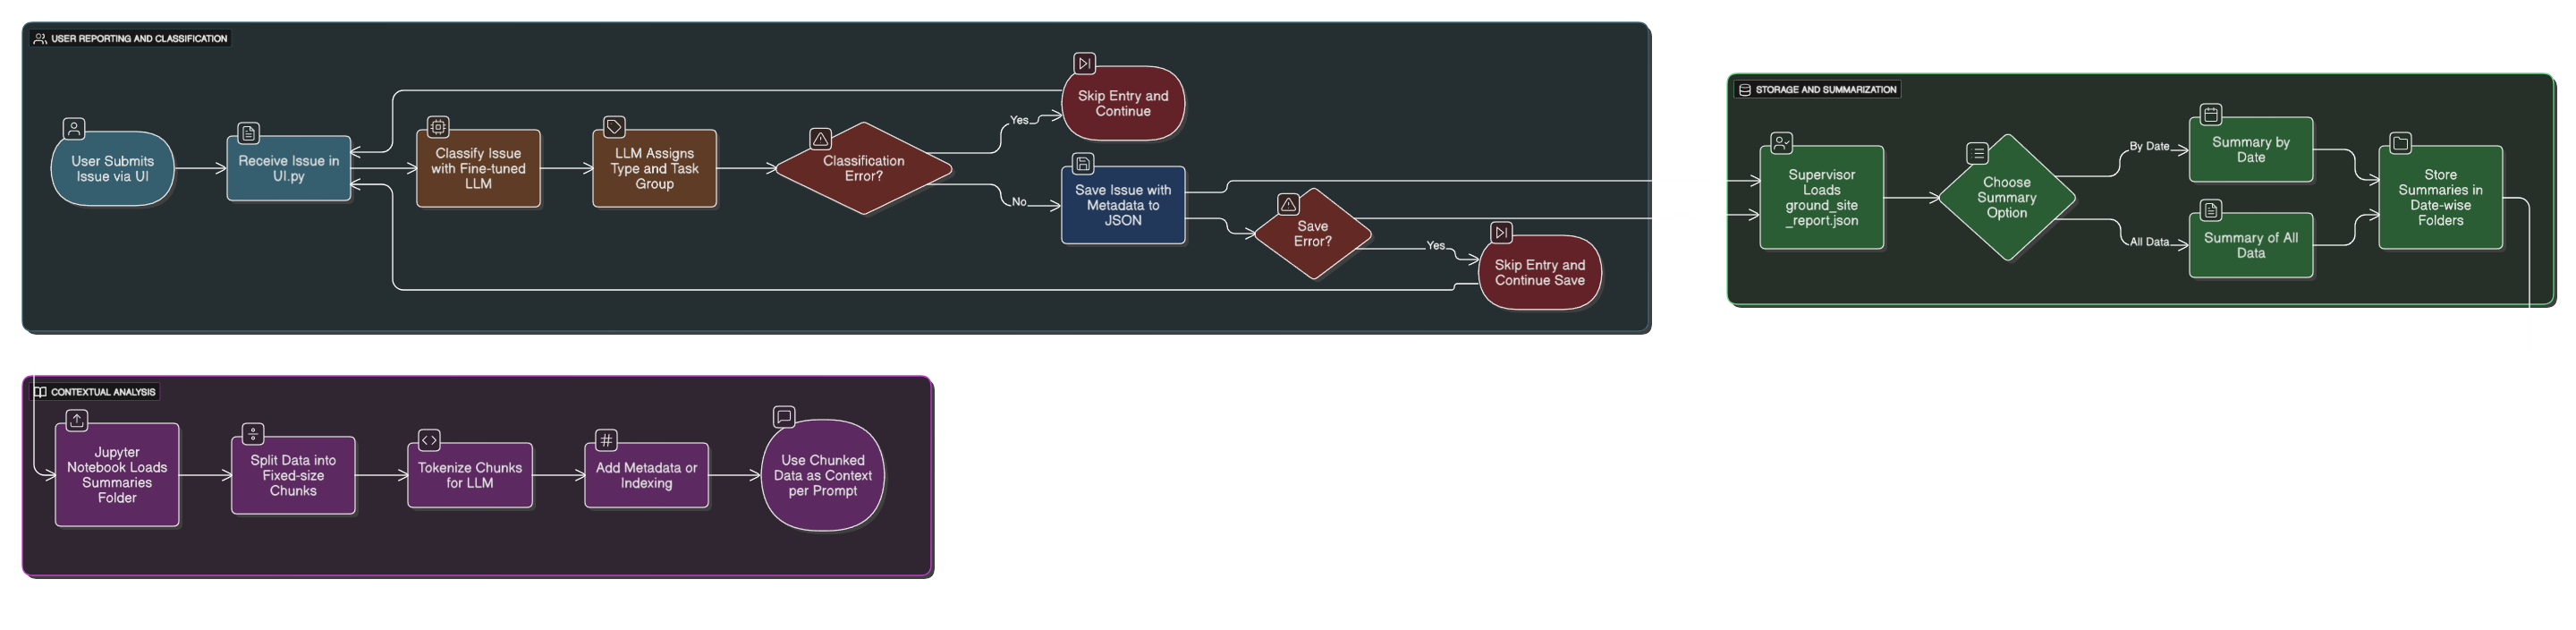 USER REPORTING AND CLASSIFICATION
User Submits
Issue via UI
Receive Issue in
UI.py
Classify Issue
with Fine-tuned
LLM
LLM Assigns
Type and Task
Group
Classification
Error?
Yes
No
Skip Entry and
Continue
Save Issue with
Metadata to
JSON
Save
Error?
Yes
Skip Entry and
Continue Save
STORAGE AND SUMMARIZATION
Supervisor
Loads
ground_site
_report.json
Choose
Summary
Option
By Date
All Data
Summary by
Date
Summary of All
Data
Store
Summaries in
Date-wise
Folders
CONTEXTUAL ANALYSIS
Jupyter
Notebook Loads
Summaries
Folder
Split Data into
Fixed-size
Chunks
Tokenize Chunks
for LLM
Add Metadata or
Indexing
Use Chunked
Data as Context
per Prompt